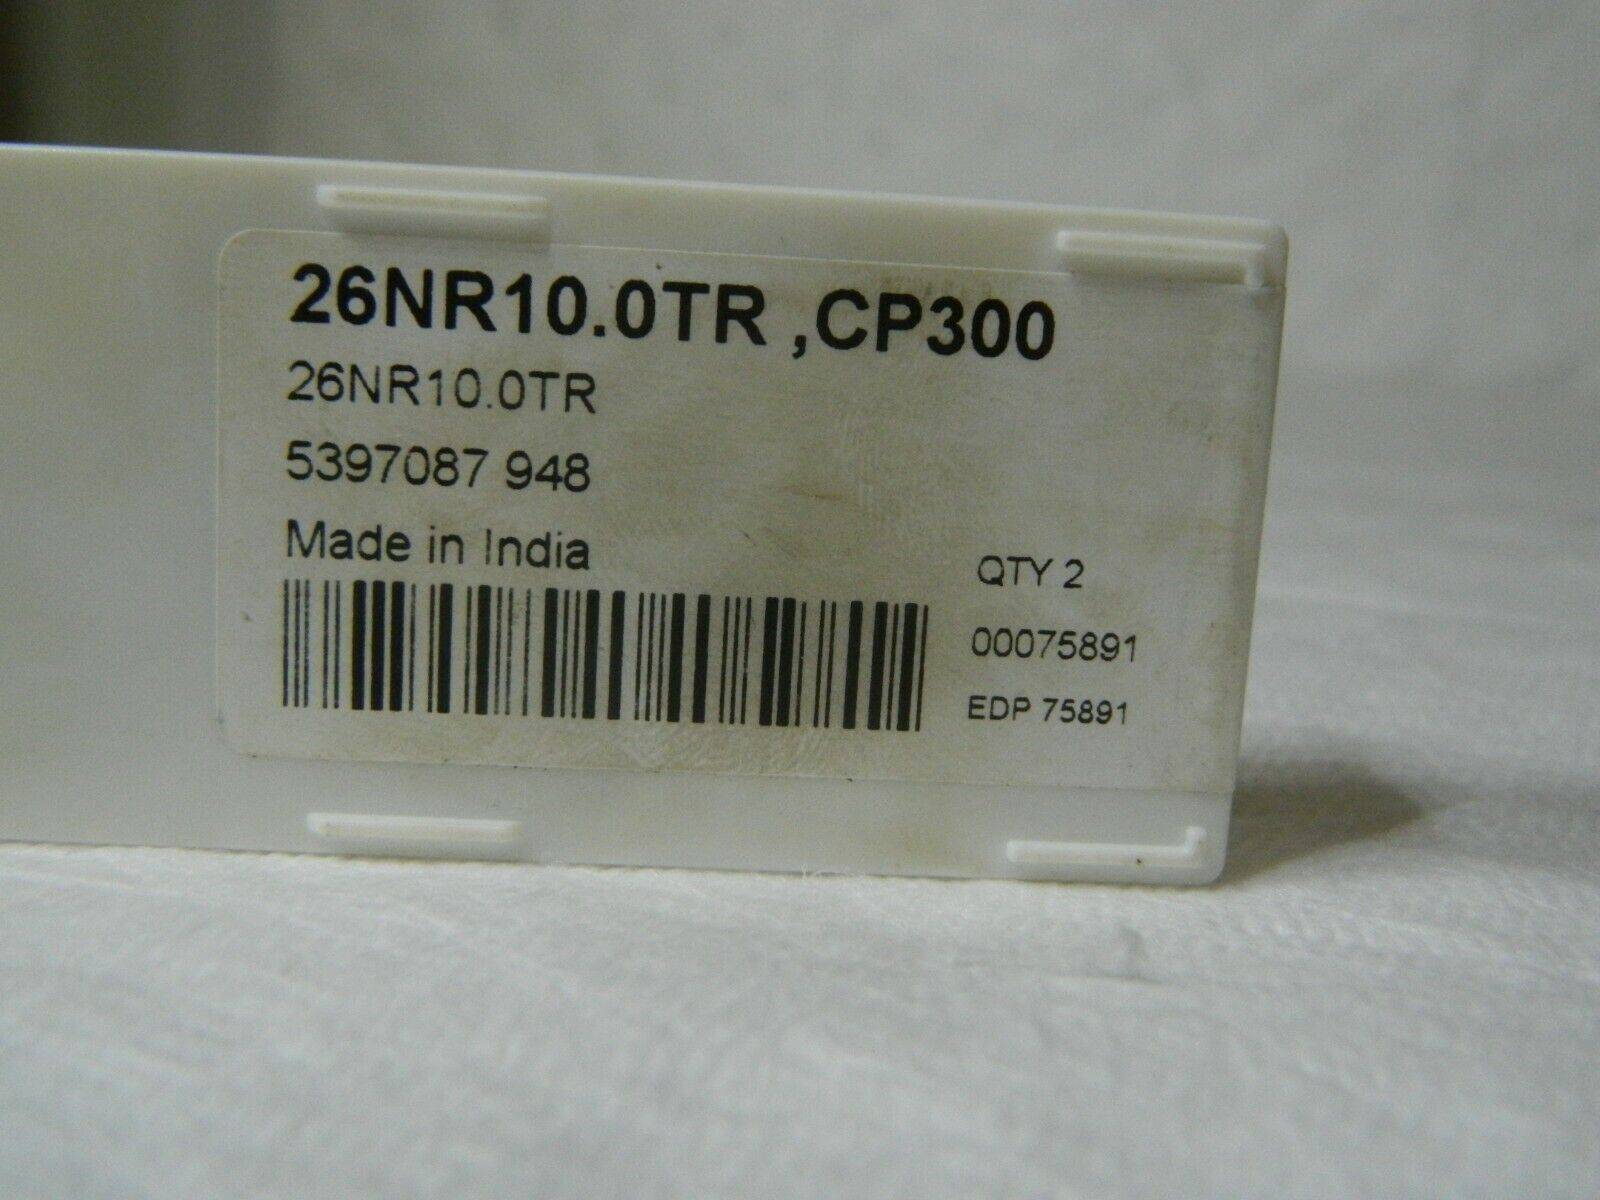 26NR10.0TR ,CP300
26NR10.0TR
5397087 948
Made in India
QTY 2
00075891
EDP 75891